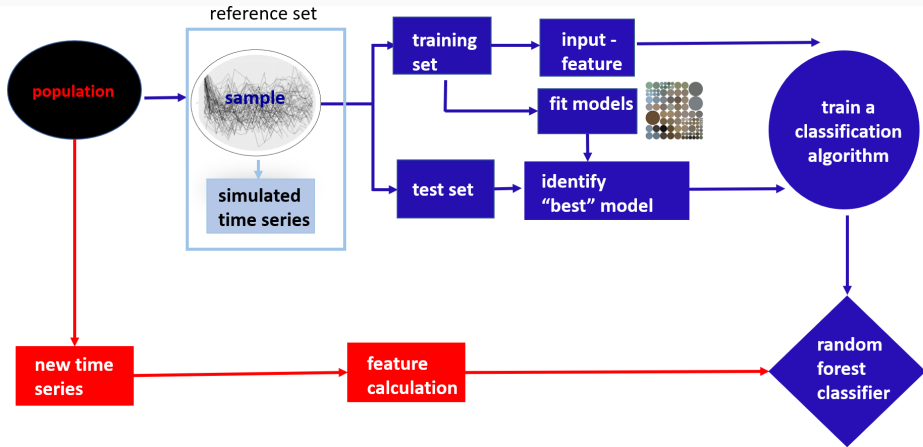 reference set
population
sample
simulated
time series
training
set
input -
feature
fit models
test set
identify
“best” model
train a
classification
algorithm
new time
series
feature
calculation
random
forest
classifier